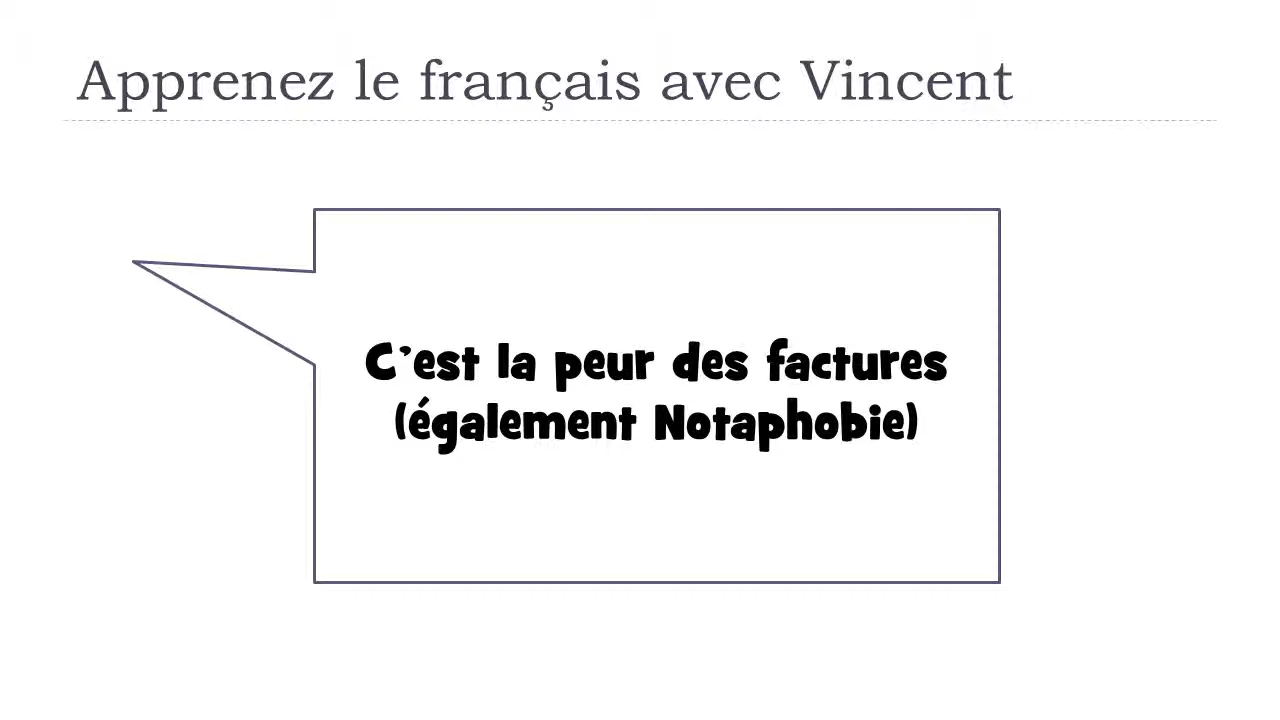 Apprenez le français avec Vincent
C'est la peur des factures
(également Notaphobie)